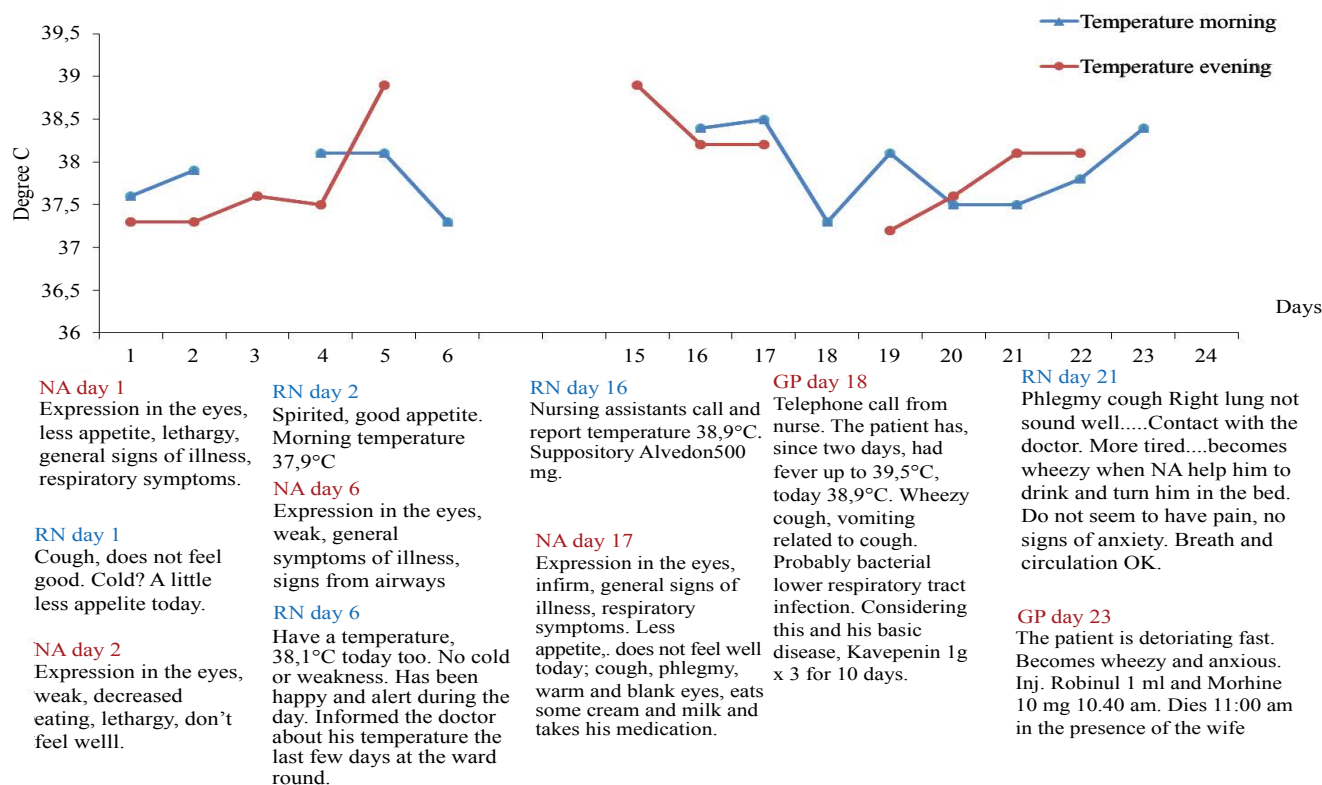 Temperature morning
Temperature evening
Degree C
39,5
39
38,5
38
37,5
37
36,5
36
Days
1 2 3 4 5 6 15 16 17 18 19 20 21 22 23 24
NA day 1
Expression in the eyes,
less appetite, lethargy,
general signs of illness,
respiratory symptoms.
RN day 1
Cough, does not feel
good. Cold? A little
less appelite today.
NA day 2
Expression in the eyes,
weak, decreased
eating, lethargy, don’t
feel welll.
RN day 2
Spirited, good appetite.
Morning temperature
37,9°C
NA day 6
Expression in the eyes,
weak, general
symptoms of illness,
signs from airways
RN day 6
Have a temperature,
38,1°C today too. No cold
or weakness. Has been
happy and alert during the
day. Informed the doctor
about his temperature the
last few days at the ward
round.
RN day 16
Nursing assistants call and
report temperature 38,9°C.
Suppository Alvedon500
mg.
NA day 17
Expression in the eyes,
infirm, general signs of
illness, respiratory
symptoms. Less
appetite,. does not feel well
today; cough, phlegmy,
warm and blank eyes, eats
some cream and milk and
takes his medication.
GP day 18
Telephone call from
nurse. The patient has,
since two days, had
fever up to 39,5°C,
today 38,9°C. Wheezy
cough, vomiting
related to cough.
Probably bacterial
lower respiratory tract
infection. Considering
this and his basic
disease, Kavepenin 1g
x 3 for 10 days.
RN day 21
Phlegmy cough Right lung not
sound well.....Contact with the
doctor. More tired....becomes
wheezy when NA help him to
drink and turn him in the bed.
Do not seem to have pain, no
signs of anxiety. Breath and
circulation OK.
GP day 23
The patient is detoriating fast.
Becomes wheezy and anxious.
Inj. Robinul 1 ml and Morhine
10 mg 10.40 am. Dies 11:00 am
in the presence of the wife